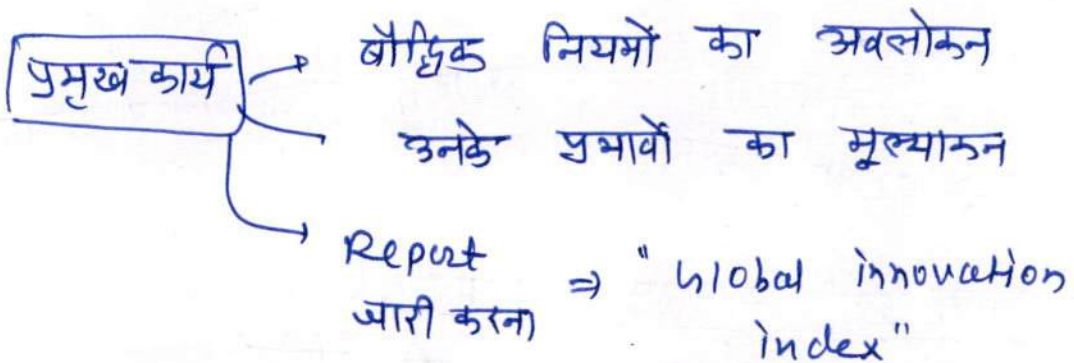 प्रमुख कार्य
बौद्धिक नियमों का अवलोकन
उनके प्रभावों का मूल्याकन
Report
जारी करना ⇒ "Global innovation
index"